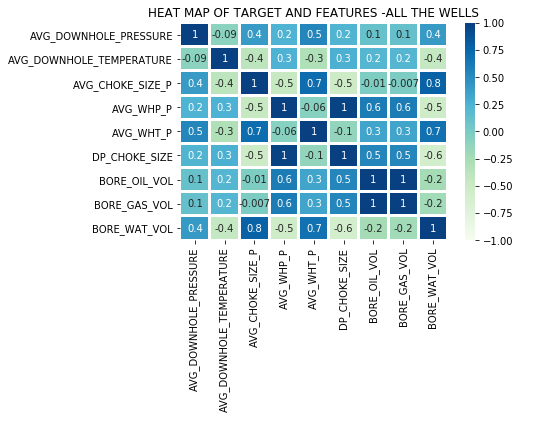 HEAT MAP OF TARGET AND FEATURES -ALL THE WELLS
AVG_DOWNHOLE_PRESSURE 1 -0.09 0.4 0.2 0.5 0.2 0.1 0.1 0.4
AVG_DOWNHOLE_TEMPERATURE -0.09 1 -0.4 0.3 -0.3 0.3 0.2 0.2 -0.4
AVG_CHOKE_SIZE_P 0.4 -0.4 1 -0.5 0.7 -0.5 -0.01 -0.007 0.8
AVG_WHP_P 0.2 0.3 -0.5 1 -0.06 1 0.6 0.6 -0.5
AVG_WHT_P 0.5 -0.3 0.7 -0.06 1 -0.1 0.3 0.3 0.7
DP_CHOKE_SIZE 0.2 0.3 -0.5 1 -0.1 1 0.5 0.5 -0.6
BORE_OIL_VOL 0.1 0.2 -0.01 0.6 0.3 0.5 1 1 -0.2
BORE_GAS_VOL 0.1 0.2 -0.007 0.6 0.3 0.5 1 1 -0.2
BORE_WAT_VOL 0.4 -0.4 0.8 -0.5 0.7 -0.6 -0.2 -0.2 1
AVG_DOWNHOLE_PRESSURE
AVG_DOWNHOLE_TEMPERATURE
AVG_CHOKE_SIZE_P
AVG_WHP_P
AVG_WHT_P
DP_CHOKE_SIZE
BORE_OIL_VOL
BORE_GAS_VOL
BORE_WAT_VOL
1.00
0.75
0.50
0.25
0.00
−0.25
−0.50
−0.75
−1.00